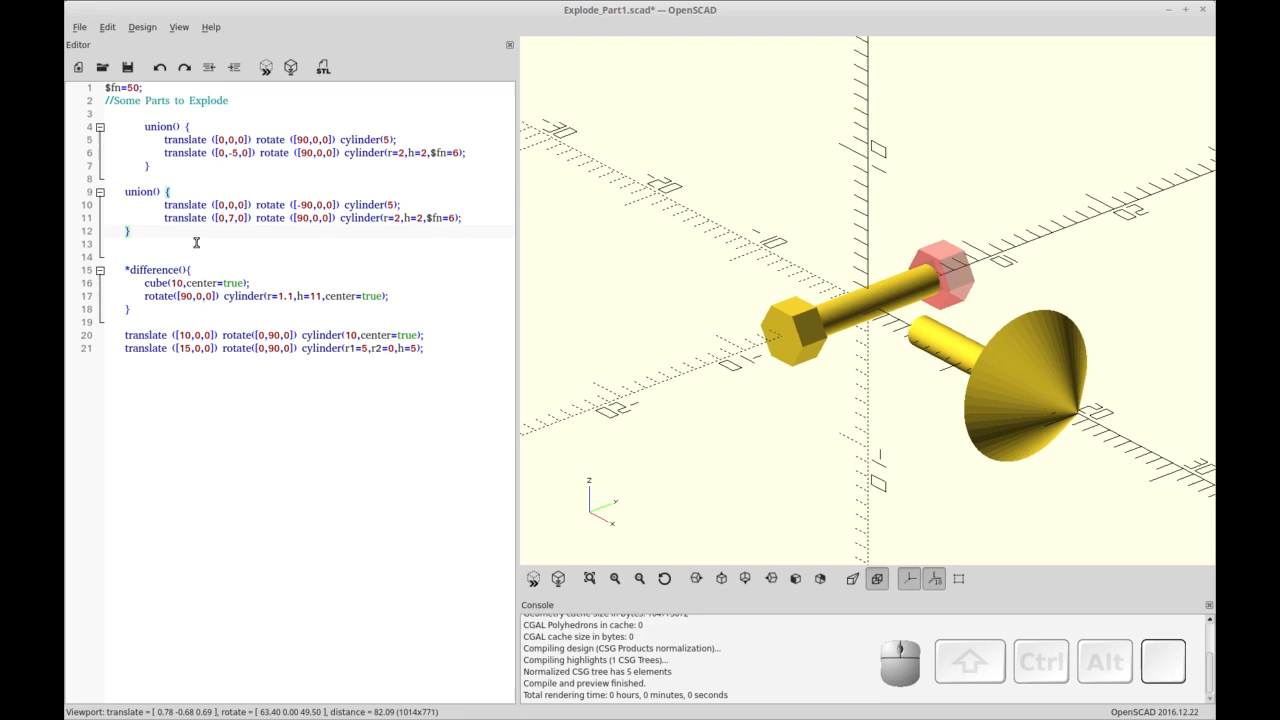 Explode_Part1.scad* — OpenSCAD
File Edit Design View Help
Editor
STL
1 $fn=50;
2 //Some Parts to Explode
3
4 union() {
5 translate ([0,0,0]) rotate ([90,0,0]) cylinder(5);
6 translate ([0,-5,0]) rotate ([90,0,0]) cylinder(r=2,h=2,$fn=6);
7 }
8
9 union() {
10 translate ([0,0,0]) rotate ([-90,0,0]) cylinder(5);
11 translate ([0,7,0]) rotate ([90,0,0]) cylinder(r=2,h=2,$fn=6);
12 }
13
14
15 *difference(){
16 cube(10,center=true);
17 rotate([90,0,0]) cylinder(r=1.1,h=11,center=true);
18 }
19
20 translate ([10,0,0]) rotate([0,90,0]) cylinder(10,center=true);
21 translate ([15,0,0]) rotate([0,90,0]) cylinder(r1=5,r2=0,h=5);
z
y
x
Console
CGAL Polyhedrons in cache: 0
CGAL cache size in bytes: 0
Compiling design (CSG Products normalization)...
Compiling highlights (1 CSG Trees)...
Normalized CSG tree has 5 elements
Compile and preview finished.
Total rendering time: 0 hours, 0 minutes, 0 seconds
Ctrl Alt
Viewport: translate = [ 0.78 -0.68 0.69 ], rotate = [ 63.40 0.00 49.50 ], distance = 82.09 (1014x771)
OpenSCAD 2016.12.22